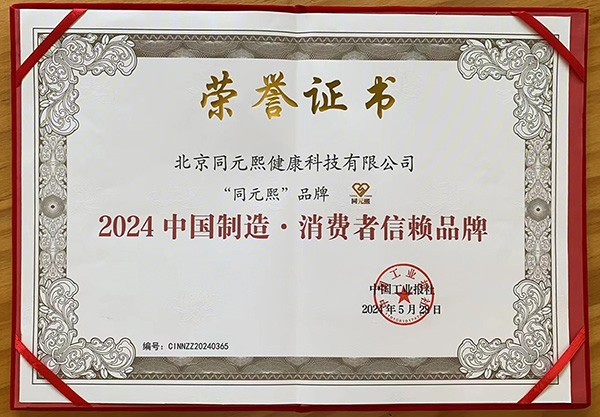 荣誉证书
北京同元熙健康科技有限公司
“同元熙”品牌
同元熙
2024 中国制造·消费者信赖品牌
中国工业报社
2024 年 5 月 28 日
编号：CINNZZ20240365